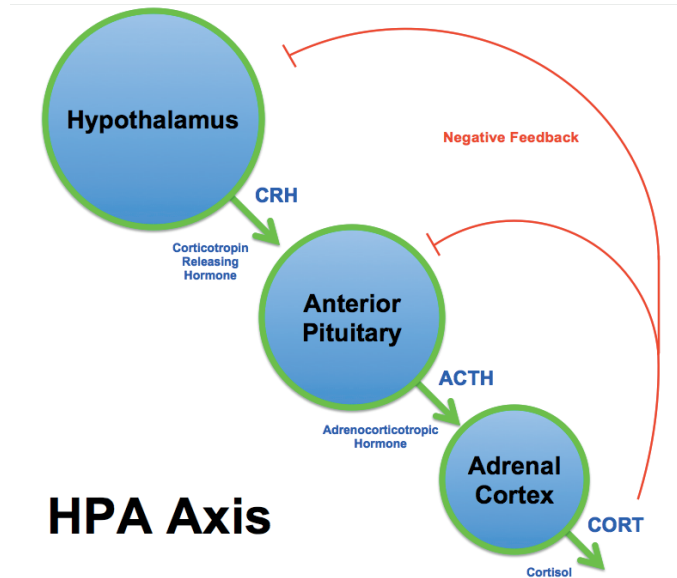 Hypothalamus
Negative Feedback
CRH
Corticotropin
Releasing
Hormone
Anterior
Pituitary
ACTH
Adrenocorticotropic
Hormone
Adrenal
Cortex
HPA Axis
CORT
Cortisol